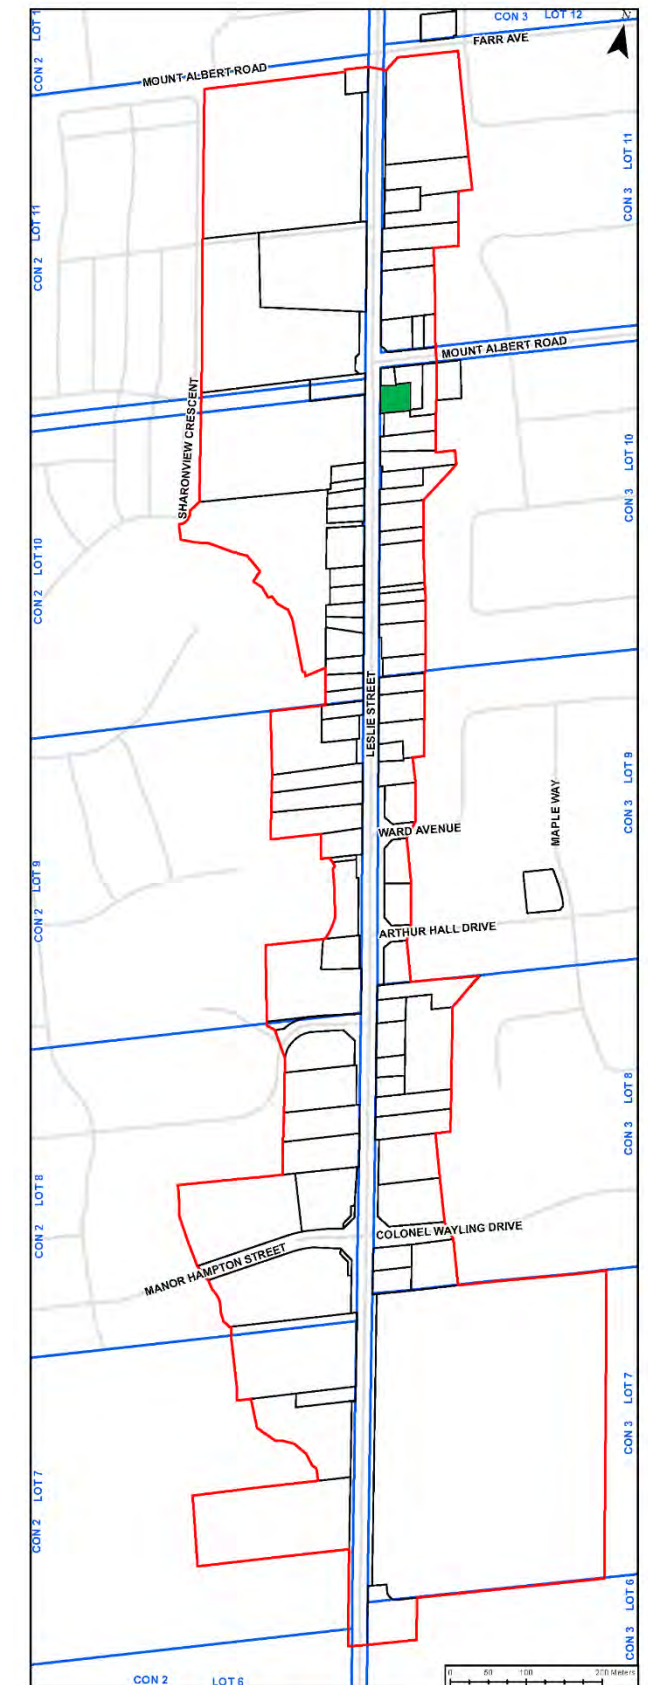 CON 3 LOT 12
N
CON 2 LOT 1
FARR AVE
MOUNT ALBERT ROAD
CON 3 LOT 11
CON 2 LOT 11
MOUNT ALBERT ROAD
SHARONVIEW CRESCENT
CON 3 LOT 10
CON 2 LOT 10
LESLIE STREET
CON 3 LOT 9
MAPLE WAY
WARD AVENUE
CON 2 LOT 9
ARTHUR HALL DRIVE
CON 3 LOT 8
CON 2 LOT 8
COLONEL WAYLING DRIVE
MANOR HAMPTON STREET
CON 3 LOT 7
CON 2 LOT 7
CON 3 LOT 6
CON 2 LOT 6
0 50 100 200 Meters